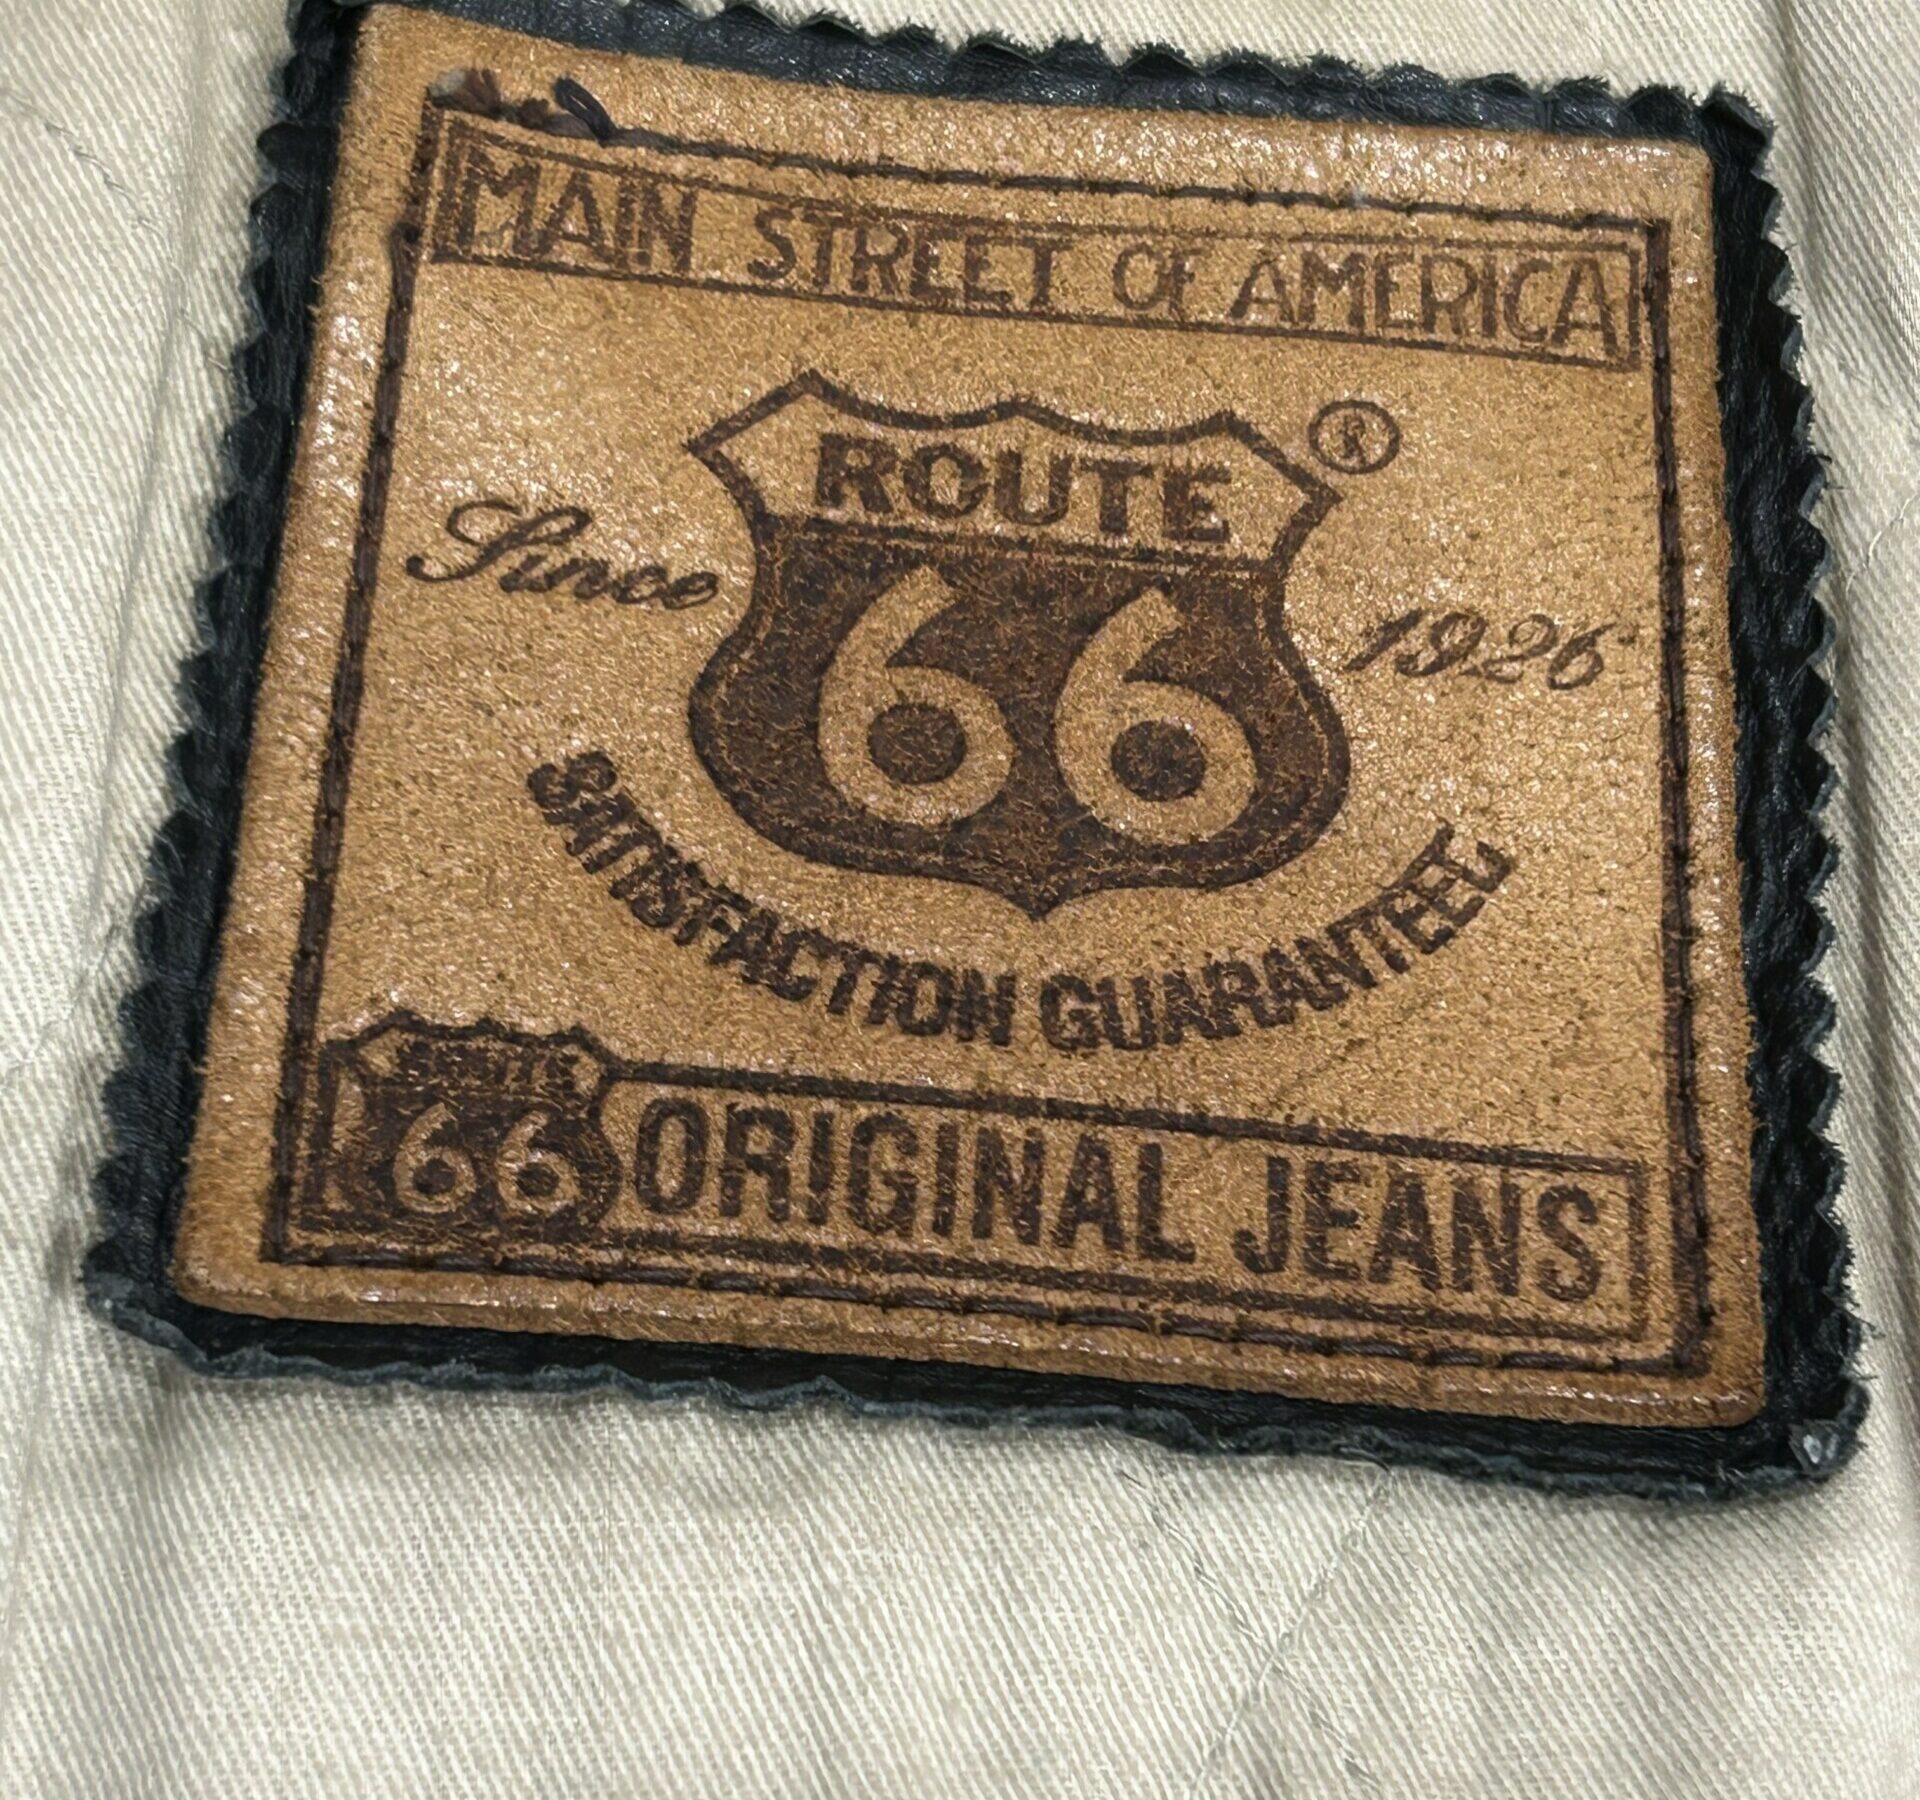 MAIN STREET OF AMERICA
ROUTE ®
66
Since 1926
SATISFACTION GUARANTEED
66 ORIGINAL JEANS